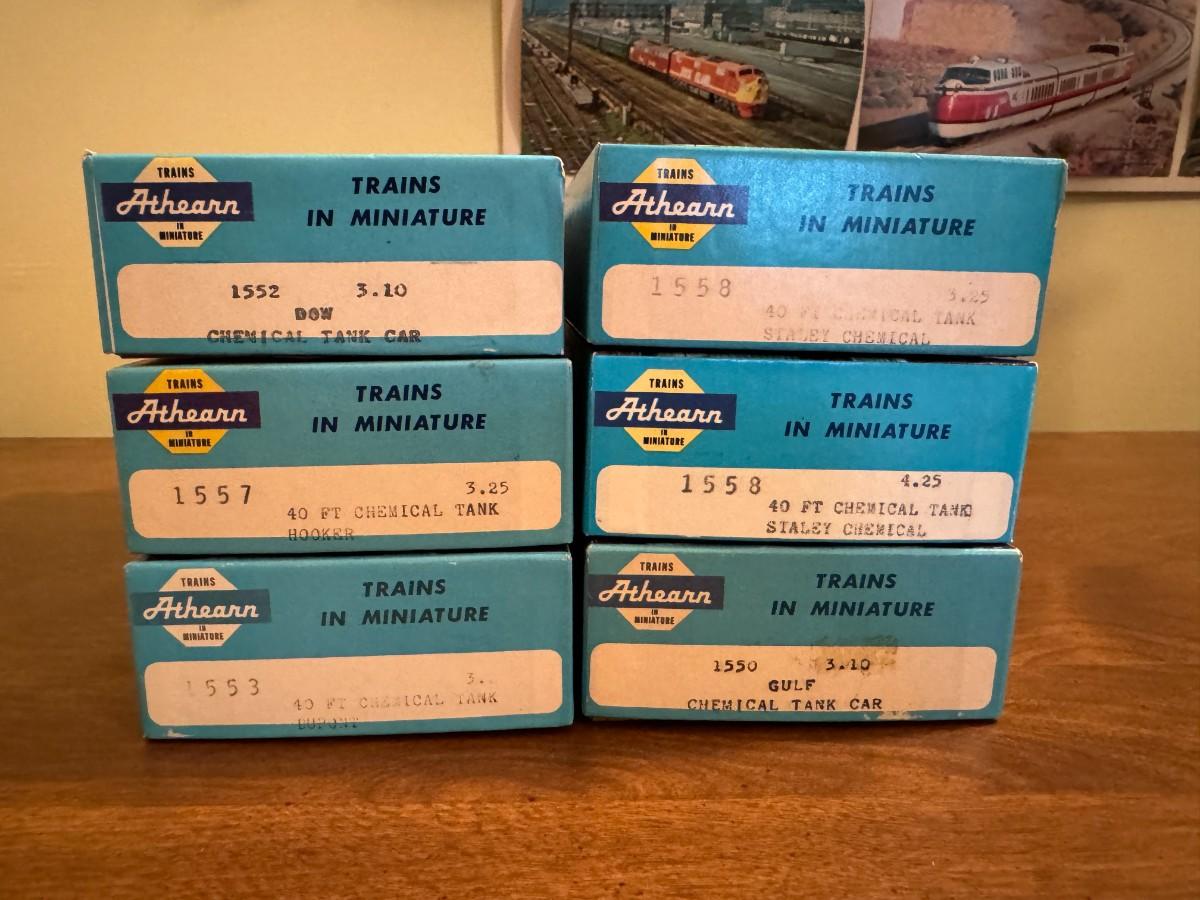 TRAINS
Athearn
IN
MINIATURE
TRAINS
IN MINIATURE
1552 3.10
DOW
CHEMICAL TANK CAR
TRAINS
Athearn
IN
MINIATURE
TRAINS
IN MINIATURE
1558 3.25
40 FT CHEMICAL TANK
STALEY CHEMICAL
TRAINS
Athearn
IN
MINIATURE
TRAINS
IN MINIATURE
1557 3.25
40 FT CHEMICAL TANK
HOOKER
TRAINS
Athearn
IN
MINIATURE
TRAINS
IN MINIATURE
1558 4.25
40 FT CHEMICAL TANK
STALEY CHEMICAL
TRAINS
Athearn
IN
MINIATURE
TRAINS
IN MINIATURE
1553 3.
40 FT CHEMICAL TANK
DUPONT
TRAINS
Athearn
IN
MINIATURE
TRAINS
IN MINIATURE
1550 3.10
GULF
CHEMICAL TANK CAR